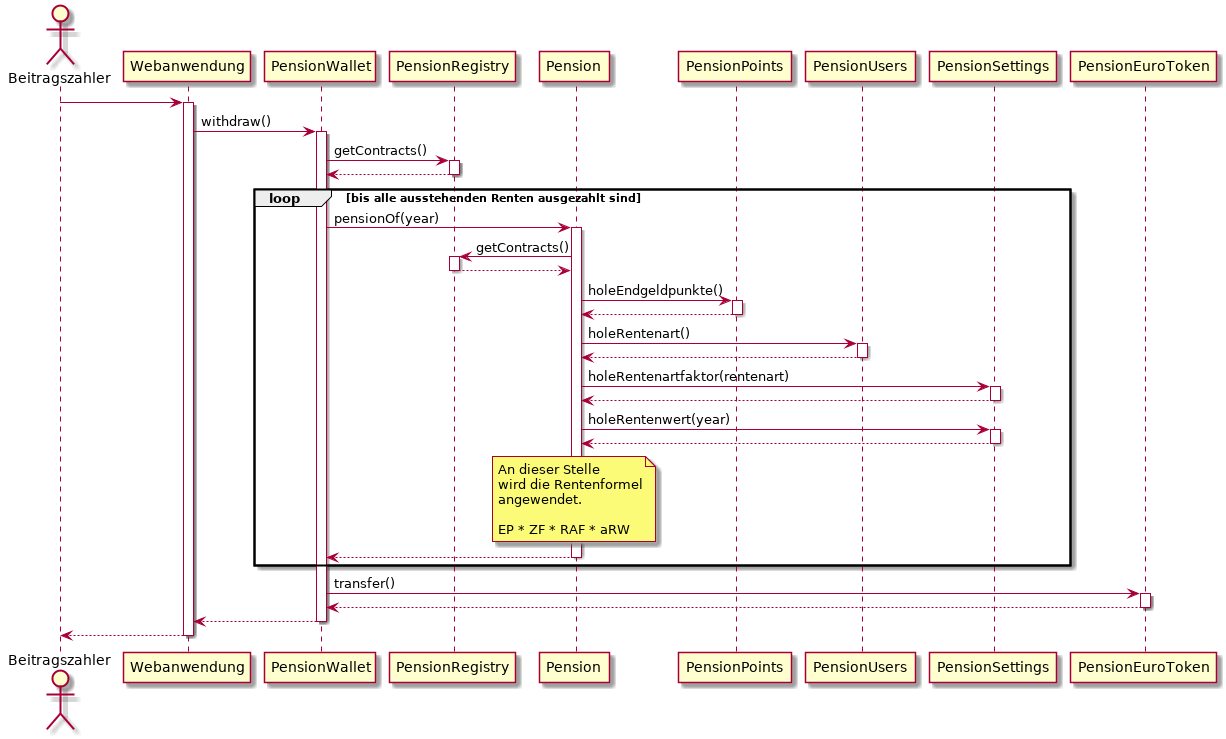 Beitragszahler
Webanwendung
PensionWallet
PensionRegistry
Pension
PensionPoints
PensionUsers
PensionSettings
PensionEuroToken
withdraw()
getContracts()
loop
[bis alle ausstehenden Renten ausgezahlt sind]
pensionOf(year)
getContracts()
holeEndgeldpunkte()
holeRentenart()
holeRentenartfaktor(rentenart)
holeRentenwert(year)
An dieser Stelle
wird die Rentenformel
angewendet.
EP * ZF * RAF * aRW
transfer()
Beitragszahler
Webanwendung
PensionWallet
PensionRegistry
Pension
PensionPoints
PensionUsers
PensionSettings
PensionEuroToken